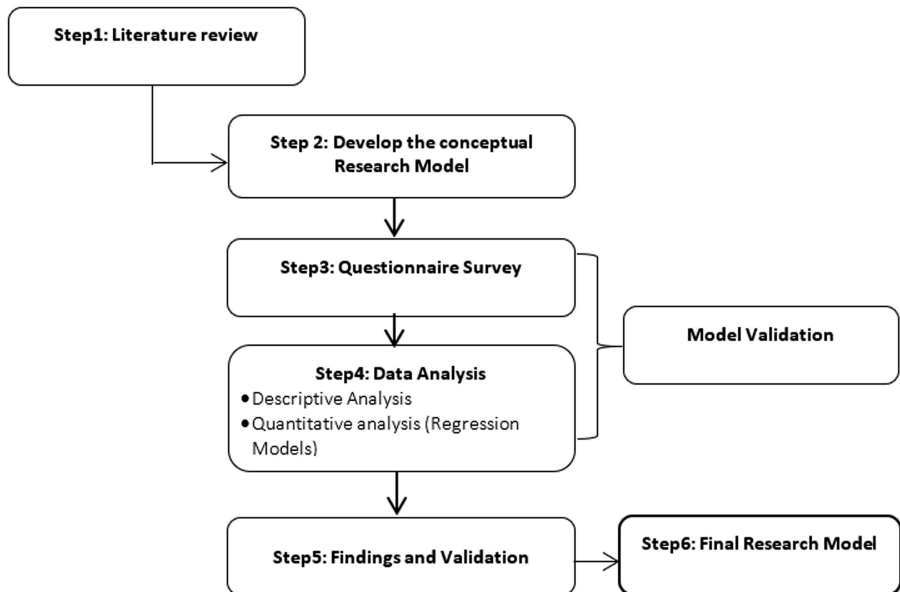 Step1: Literature review
Step 2: Develop the conceptual
Research Model
Step3: Questionnaire Survey
Model Validation
Step4: Data Analysis
•Descriptive Analysis
•Quantitative analysis (Regression
Models)
Step5: Findings and Validation
Step6: Final Research Model